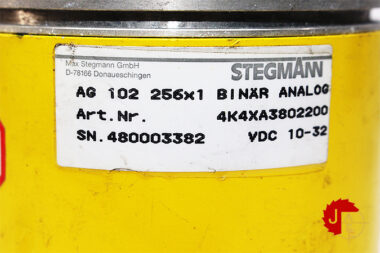 Max Stegmann GmbH
D-78166 Donaueschingen
STEGMANN
AG 102 256x1 BINÄR ANALOG
Art.Nr. 4K4XA3802200
SN.480003382 VDC 10-32